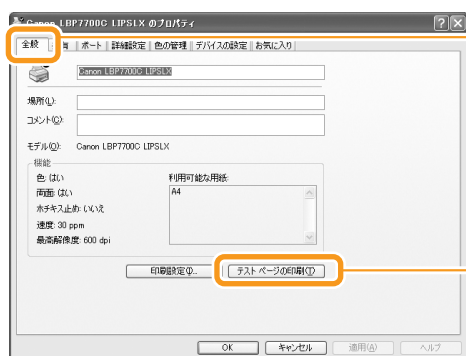 Canon LBP7700C LIPSLX のプロパティ
全般 ポート 詳細設定 色の管理 デバイスの設定 お気に入り
Canon LBP7700C LIPSLX
場所(L):
コメント(C):
モデル(O): Canon LBP7700C LIPSLX
機能
色: はい 利用可能な用紙:
両面: はい A4
ホチキス止め: いいえ
速度: 30 ppm
最高解像度: 600 dpi
印刷設定(I)... テスト ページの印刷(T)
OK キャンセル 適用(A) ヘルプ